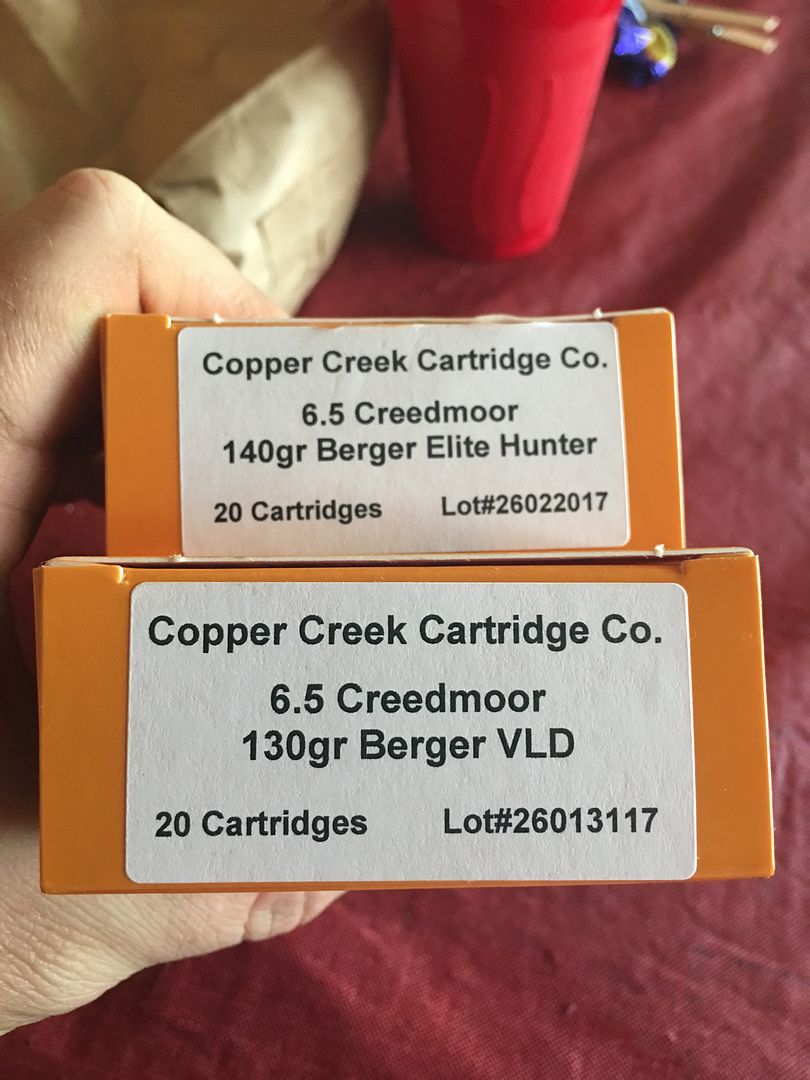 Copper Creek Cartridge Co.
6.5 Creedmoor
140gr Berger Elite Hunter
20 Cartridges Lot#26022017
Copper Creek Cartridge Co.
6.5 Creedmoor
130gr Berger VLD
20 Cartridges Lot#26013117